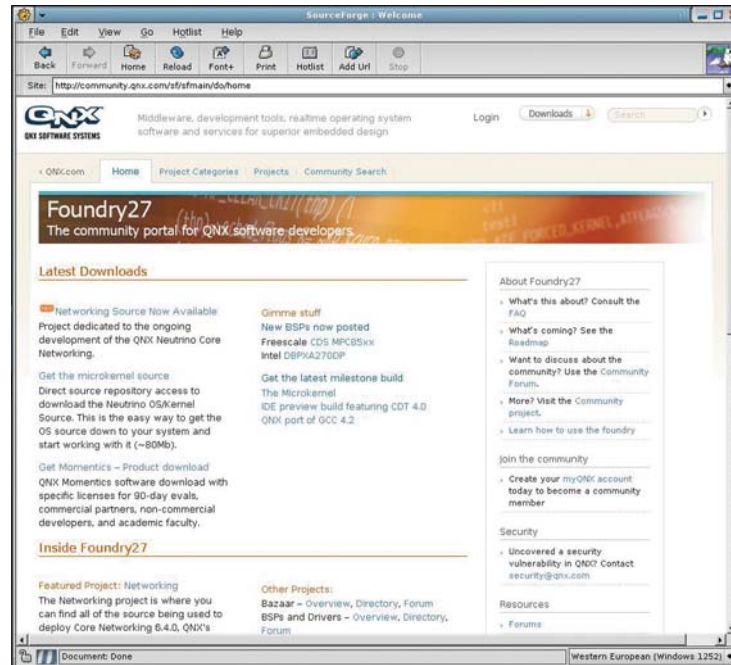 SourceForge : Welcome
File Edit View Go Hotlist Help
Back Forward Home Reload Font+ Print Hotlist Add Url Stop
Site: http://community.qnx.com/sf/sfmain/do/home
QNX
QNX SOFTWARE SYSTEMS
Middleware, development tools, realtime operating system
software and services for superior embedded design
Login Downloads Search
‹ QNX.com Home Project Categories Projects Community Search
Foundry27
The community portal for QNX software developers
Latest Downloads
Networking Source Now Available
Project dedicated to the ongoing
development of the QNX Neutrino Core
Networking.
Get the microkernel source
Direct source repository access to
download the Neutrino OS/Kernel
Source. This is the easy way to get the
OS source down to your system and
start working with it (~80Mb).
Get Momentics – Product download
QNX Momentics software download with
specific licenses for 90-day evals,
commercial partners, non-commercial
developers, and academic faculty.
Gimme stuff
New BSPs now posted
Freescale CDS MPC85xx
Intel DBPXA270DP
Get the latest milestone build
The Microkernel
IDE preview build featuring CDT 4.0
QNX port of GCC 4.2
Inside Foundry27
Featured Project: Networking
The Networking project is where you
can find all of the source being used to
deploy Core Networking 6.4.0, QNX's
Other Projects:
Bazaar – Overview, Directory, Forum
BSPs and Drivers – Overview, Directory,
Forum
About Foundry27
What's this about? Consult the
FAQ
What's coming? See the
Roadmap
Want to discuss about the
community? Use the Community
Forum.
More? Visit the Community
project.
Learn how to use the foundry
Join the community
Create your myQNX account
today to become a community
member
Security
Uncovered a security
vulnerability in QNX? Contact
security@qnx.com
Resources
Forums
Document: Done
Western European (Windows 1252)